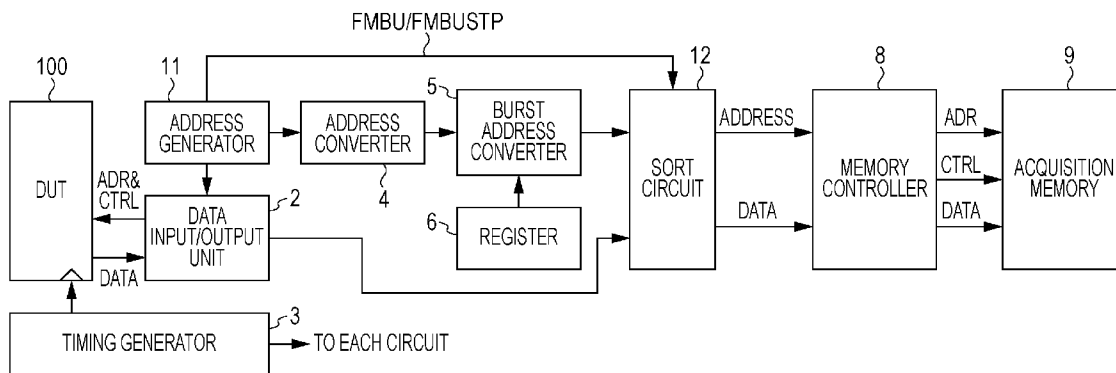 FMBU/FMBUSTP
100
11
5
12
8
9
DUT
ADDRESS
GENERATOR
ADDRESS
CONVERTER
4
BURST
ADDRESS
CONVERTER
SORT
CIRCUIT
ADDRESS
DATA
MEMORY
CONTROLLER
ADR
CTRL
DATA
ACQUISITION
MEMORY
ADR&
CTRL
DATA
2
DATA
INPUT/OUTPUT
UNIT
6
REGISTER
3
TIMING GENERATOR
TO EACH CIRCUIT